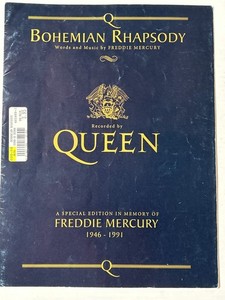 Q
BOHEMIAN RHAPSODY
Words and Music by FREDDIE MERCURY
Recorded by
QUEEN
A SPECIAL EDITION IN MEMORY OF
FREDDIE MERCURY
1946 - 1991
Q